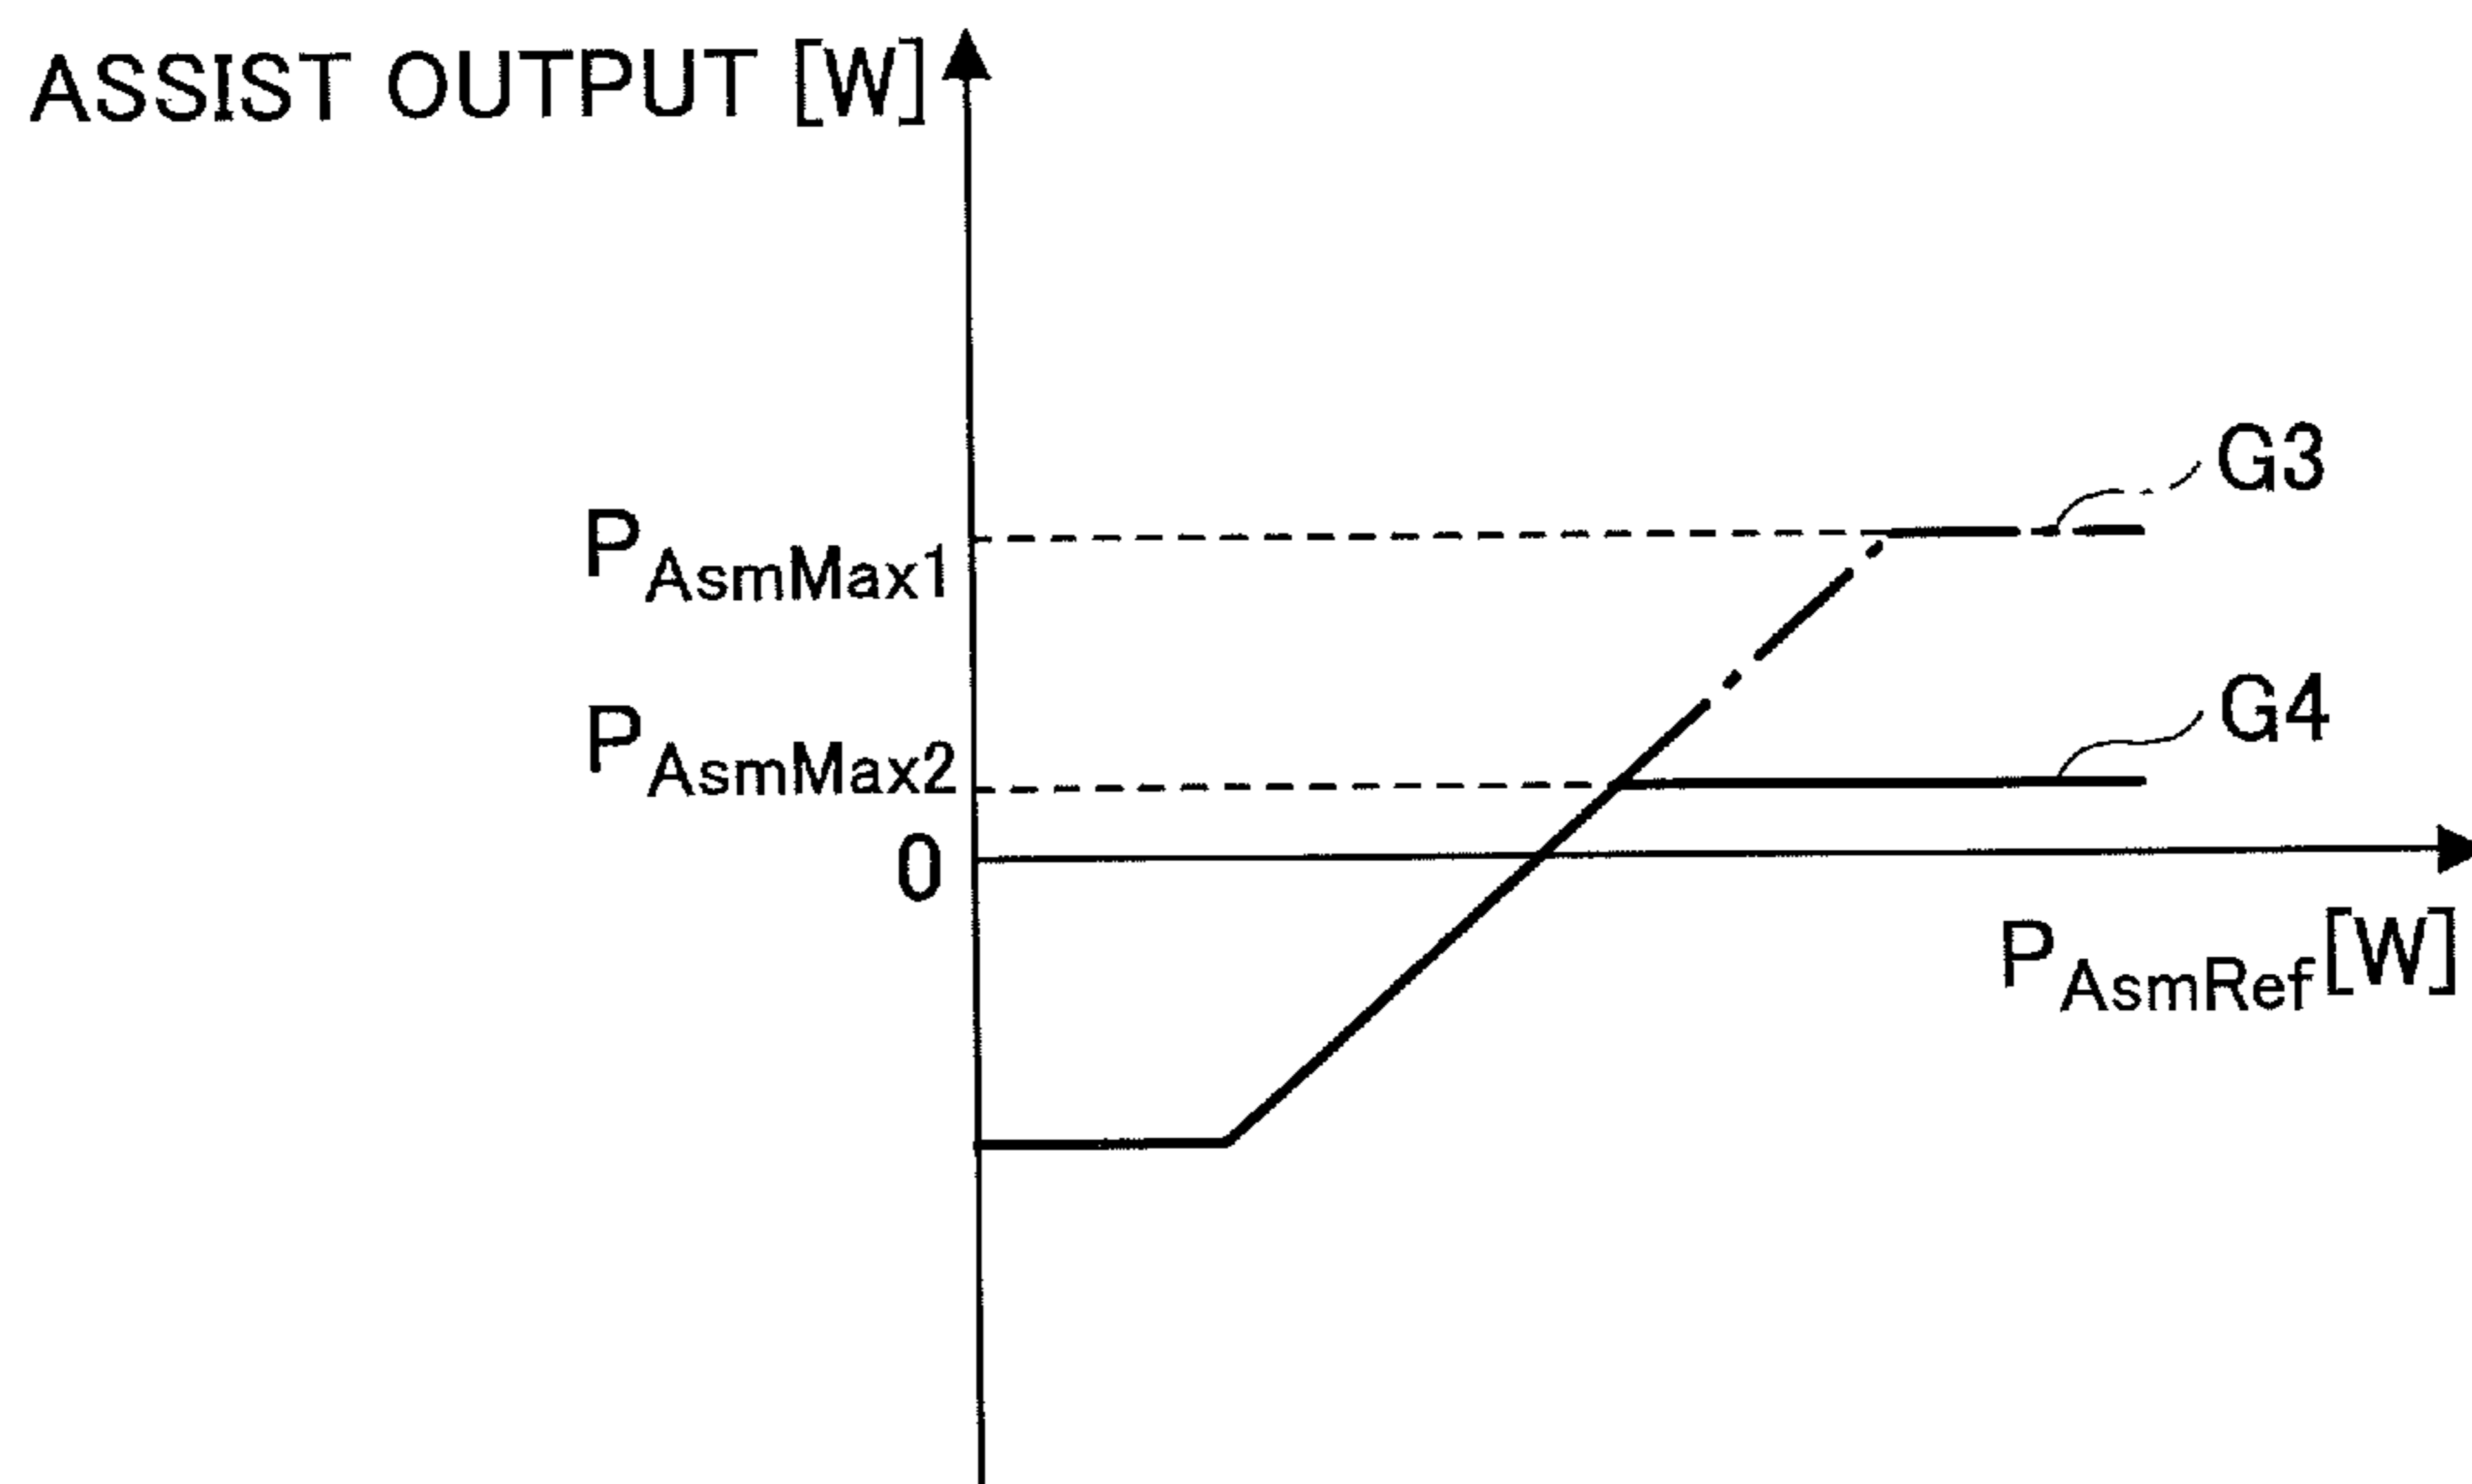 ASSIST OUTPUT [W]
G3
PAsmMax1
G4
PAsmMax2
0
PAsmRef[W]